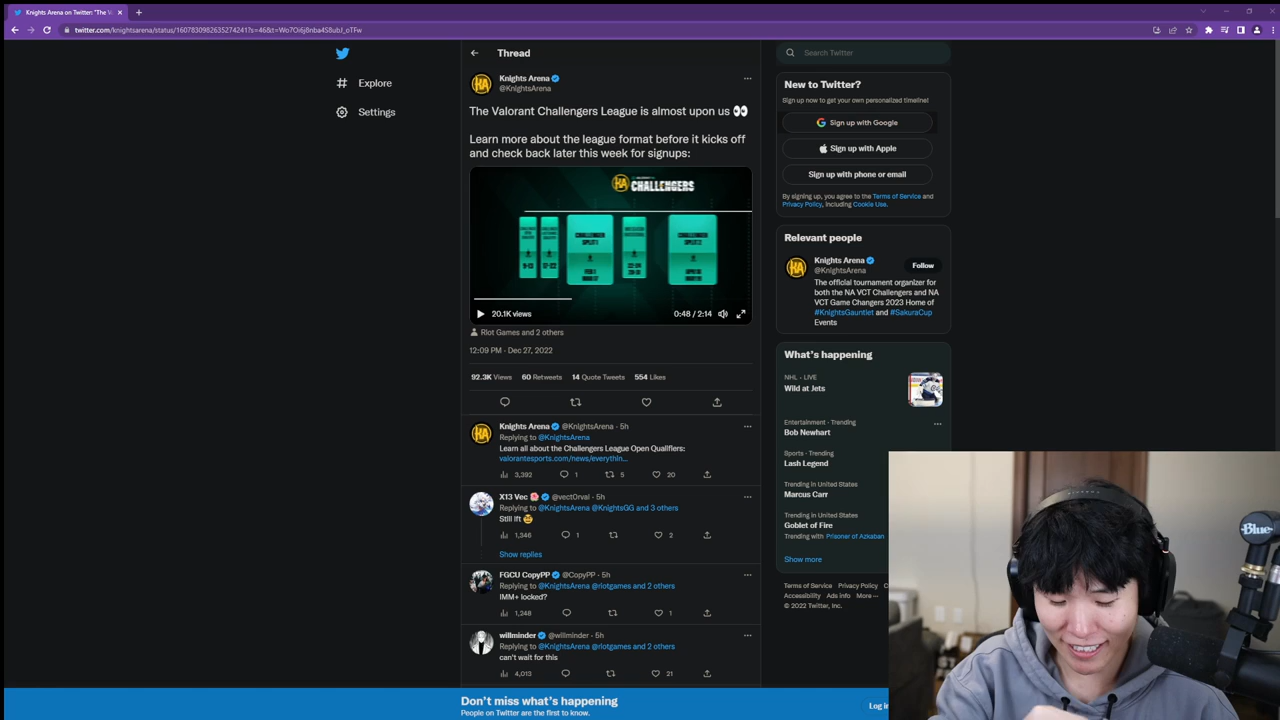 Knights Arena on Twitter: "The V
twitter.com/knightsarena/status/1607830982635274241?s=46&t=Wo7Oi6j8nba4S8ubJ_oTFw
Explore
Settings
Thread
Knights Arena
@KnightsArena
The Valorant Challengers League is almost upon us 👀
Learn more about the league format before it kicks off
and check back later this week for signups:
KA CHALLENGERS
20.1K views
0:48 / 2:14
Riot Games and 2 others
12:09 PM · Dec 27, 2022
92.3K Views 60 Retweets 14 Quote Tweets 554 Likes
Knights Arena @KnightsArena · 5h
Replying to @KnightsArena
Learn all about the Challengers League Open Qualifiers:
valorantesports.com/news/everythin...
3,392 1 5 20
X13 Vec @vect0rval · 5h
Replying to @KnightsArena @KnightsGG and 3 others
Still lft
1,346 1 2
Show replies
FGCU CopyPP @CopyPP · 5h
Replying to @KnightsArena @riotgames and 2 others
IMM+ locked?
1,248 1
willminder @willminder · 5h
Replying to @KnightsArena @riotgames and 2 others
can't wait for this
4,013 21
Search Twitter
New to Twitter?
Sign up now to get your own personalized timeline!
Sign up with Google
Sign up with Apple
Sign up with phone or email
By signing up, you agree to the Terms of Service and
Privacy Policy, including Cookie Use.
Relevant people
Knights Arena
@KnightsArena
Follow
The official tournament organizer for
both the NA VCT Challengers and NA
VCT Game Changers 2023 Home of
#KnightsGauntlet and #SakuraCup
Events
What's happening
NHL · LIVE
Wild at Jets
Entertainment · Trending
Bob Newhart
Sports · Trending
Lash Legend
Trending in United States
Marcus Carr
Trending in United States
Goblet of Fire
Trending with Prisoner of Azkaban
Show more
Terms of Service Privacy Policy C
Accessibility Ads info More ···
© 2022 Twitter, Inc.
Don't miss what's happening
People on Twitter are the first to know.
Log in
Blue